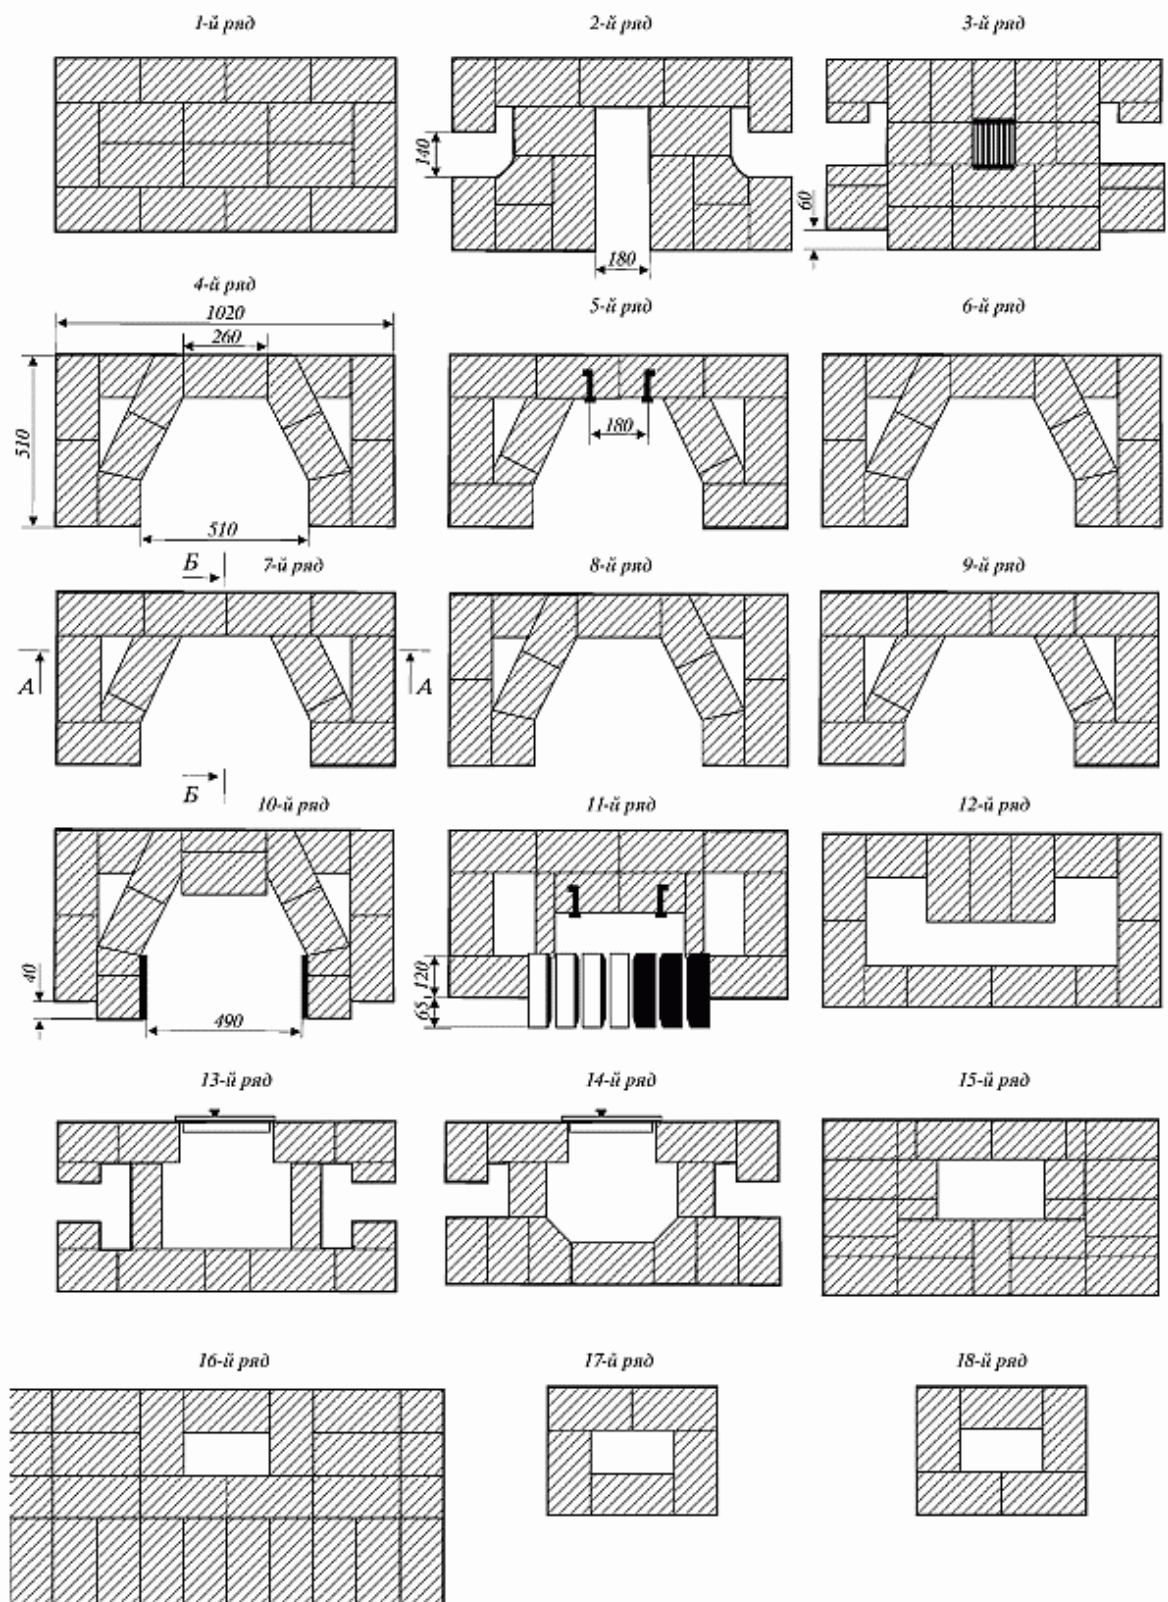 1-й ряд
2-й ряд
3-й ряд
140
180
60
4-й ряд
1020
260
510
510
5-й ряд
180
6-й ряд
Б
7-й ряд
А
А
Б
8-й ряд
9-й ряд
10-й ряд
40
490
11-й ряд
120
65
12-й ряд
13-й ряд
14-й ряд
15-й ряд
16-й ряд
17-й ряд
18-й ряд